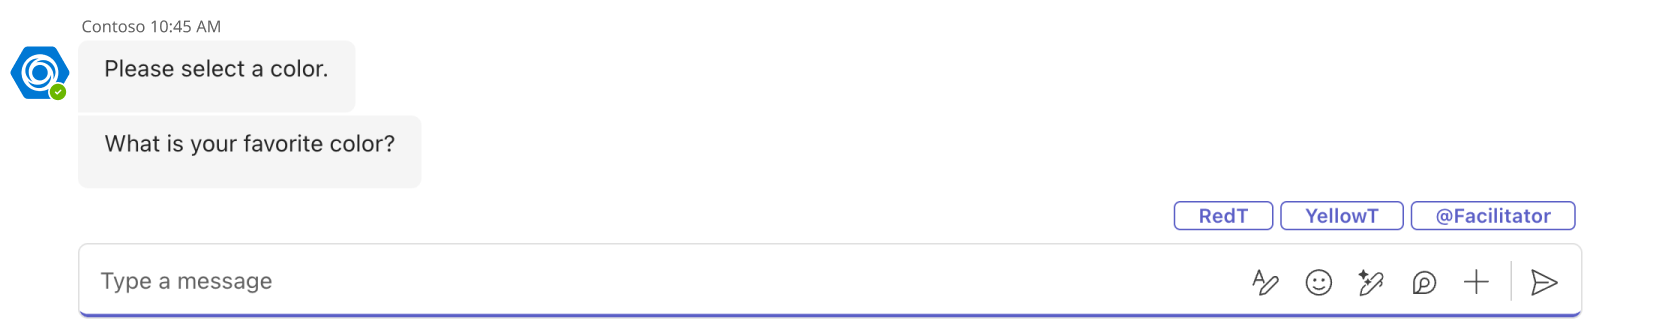 Contoso 10:45 AM
Please select a color.
What is your favorite color?
RedT YellowT @Facilitator
Type a message